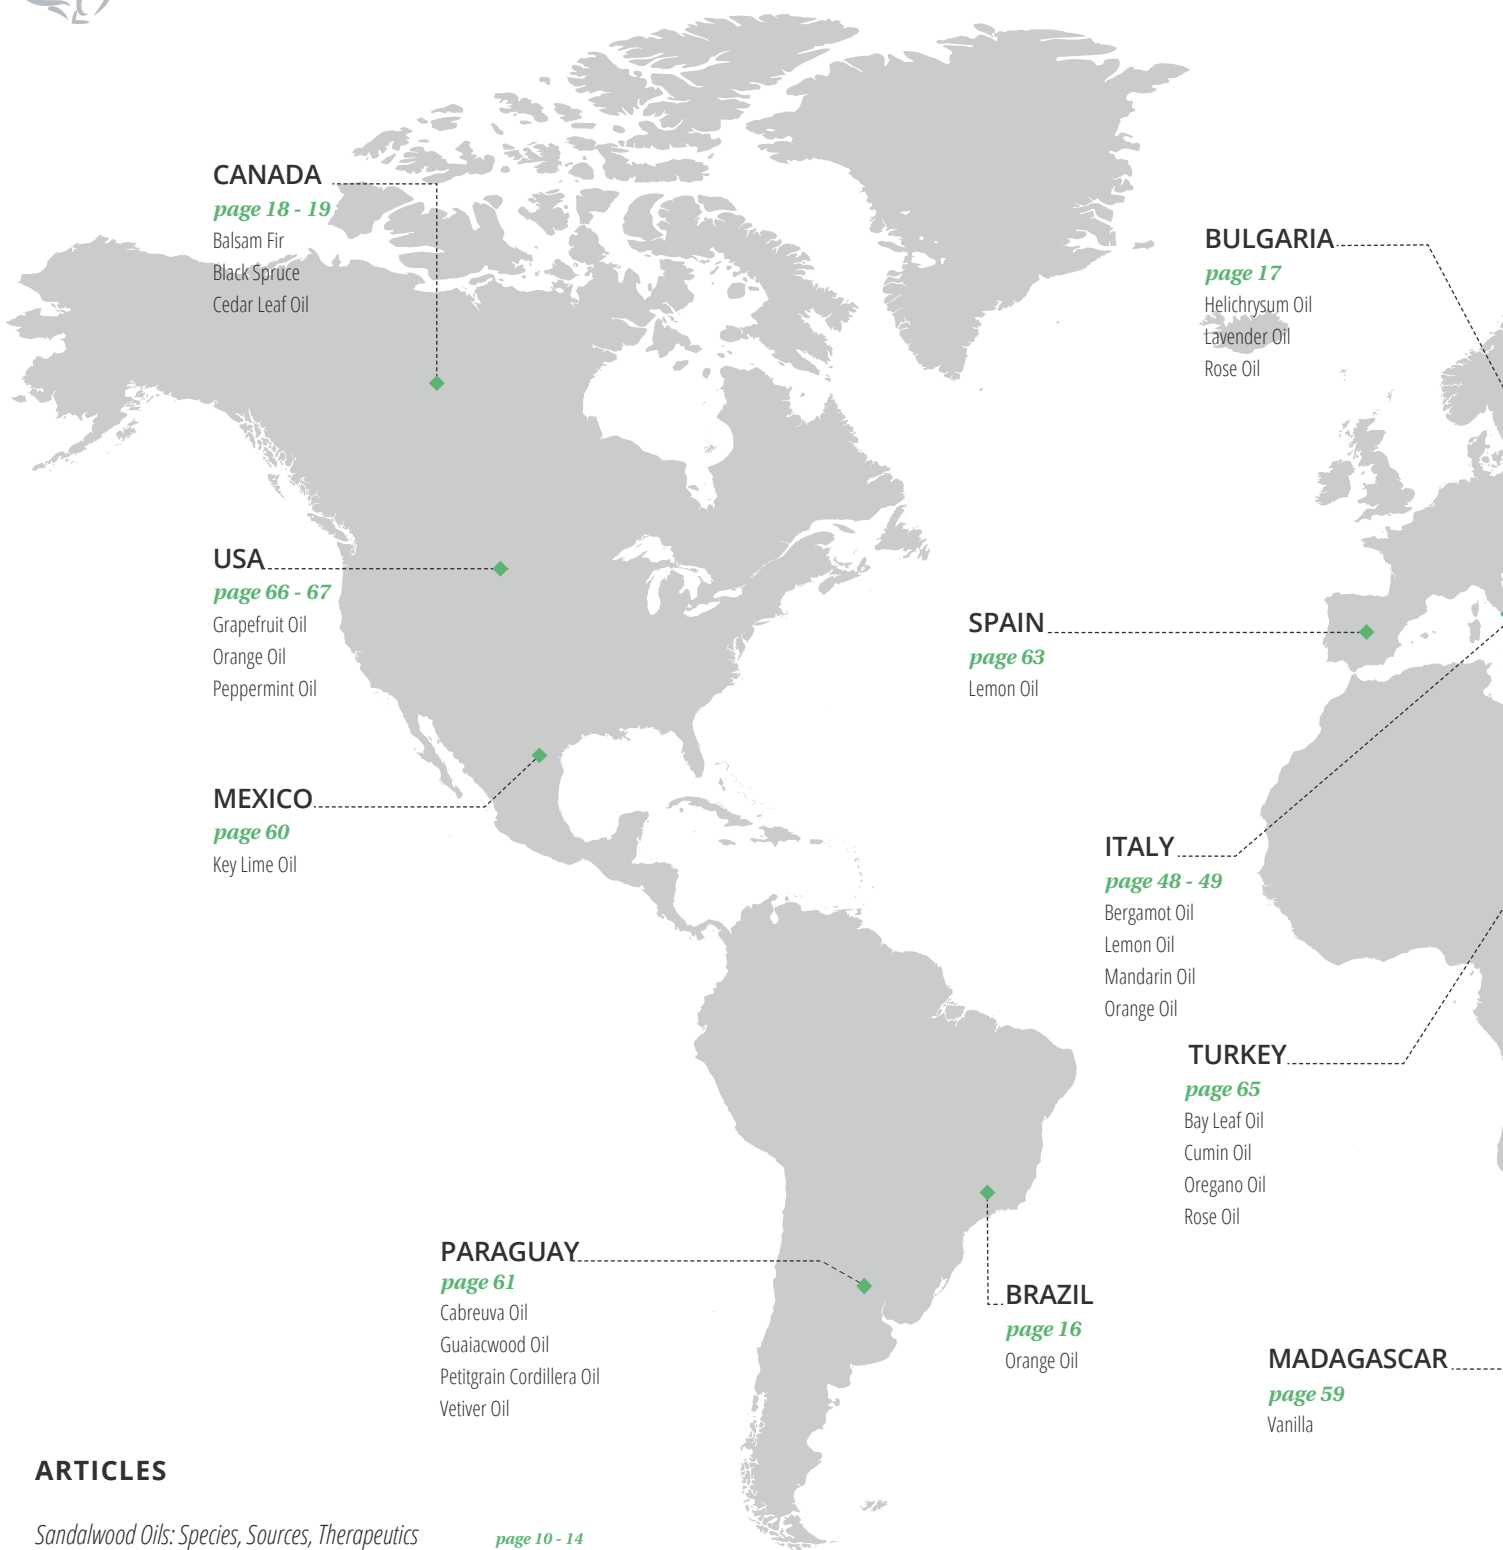 CANADA
page 18 - 19
Balsam Fir
Black Spruce
Cedar Leaf Oil
BULGARIA
page 17
Helichrysum Oil
Lavender Oil
Rose Oil
USA
page 66 - 67
Grapefruit Oil
Orange Oil
Peppermint Oil
SPAIN
page 63
Lemon Oil
MEXICO
page 60
Key Lime Oil
ITALY
page 48 - 49
Bergamot Oil
Lemon Oil
Mandarin Oil
Orange Oil
TURKEY
page 65
Bay Leaf Oil
Cumin Oil
Oregano Oil
Rose Oil
PARAGUAY
page 61
Cabreuva Oil
Guaiacwood Oil
Petitgrain Cordillera Oil
Vetiver Oil
BRAZIL
page 16
Orange Oil
MADAGASCAR
page 59
Vanilla
ARTICLES
Sandalwood Oils: Species, Sources, Therapeutics page 10 - 14